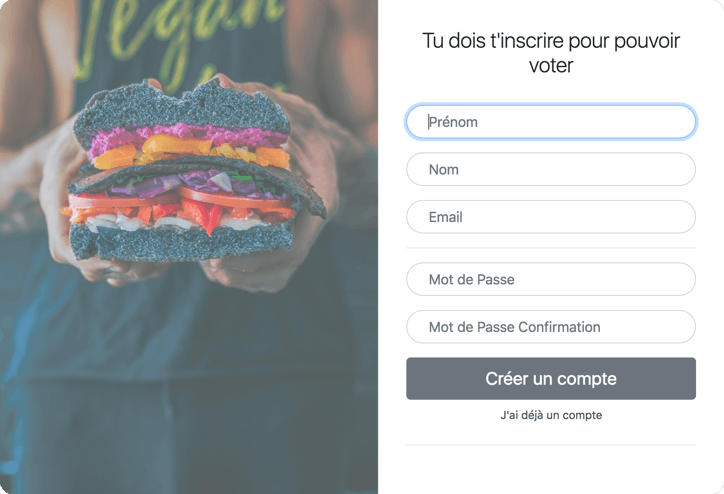 Vegan
Tu dois t'inscrire pour pouvoir
voter
Prénom
Nom
Email
Mot de Passe
Mot de Passe Confirmation
Créer un compte
J'ai déjà un compte